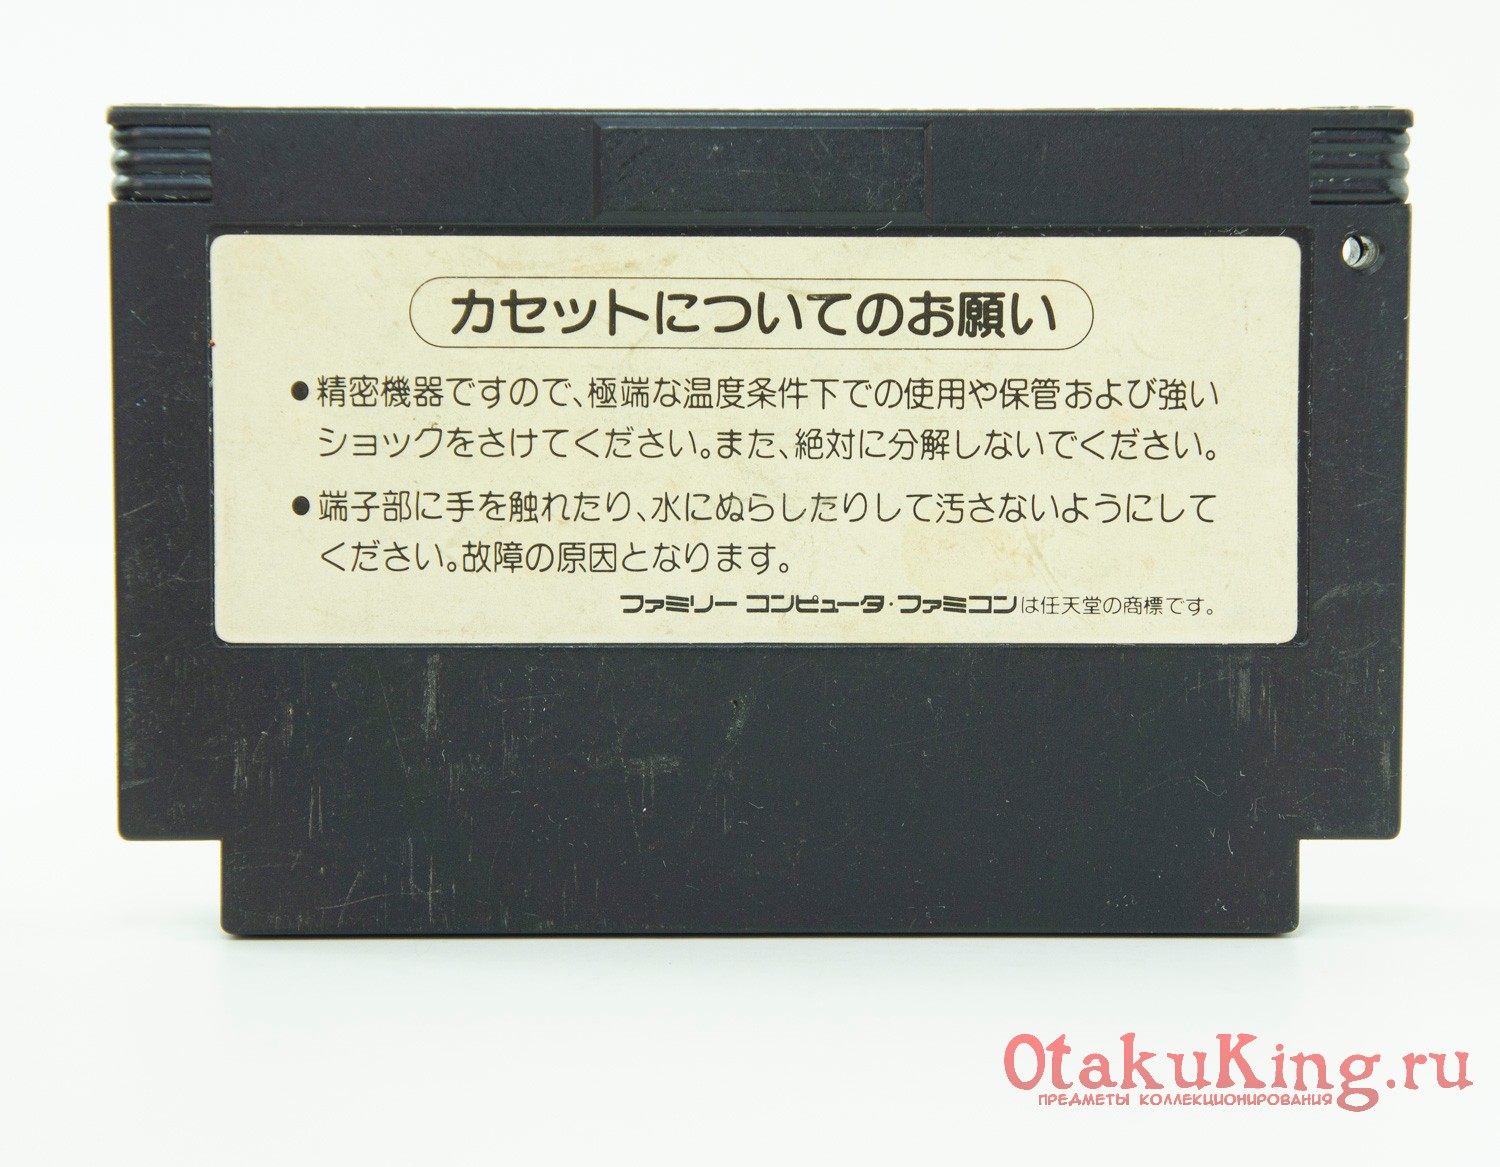 カセットについてのお願い
●精密機器ですので、極端な温度条件下での使用や保管および強い
ショックをさけてください。また、絶対に分解しないでください。
●端子部に手を触れたり、水にぬらしたりして汚さないようにして
ください。故障の原因となります。
ファミリー コンピュータ・ファミコンは任天堂の商標です。
OtakuKing.ru
предметы коллекционирования